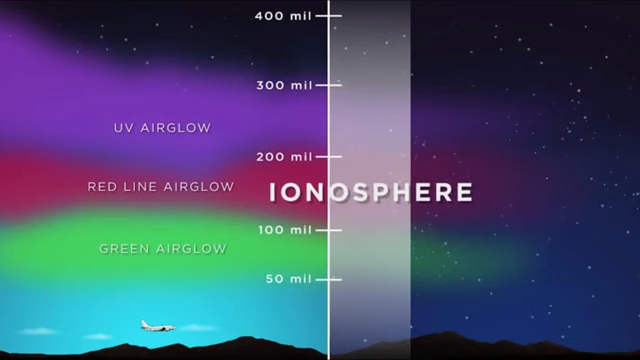 400 mil
300 mil
UV AIRGLOW
200 mil
RED LINE AIRGLOW
IONOSPHERE
100 mil
GREEN AIRGLOW
50 mil